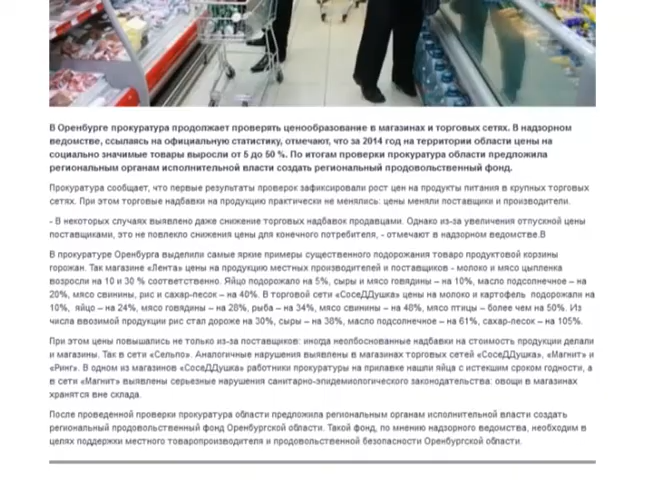 В Оренбурге прокуратура продолжает проверять ценообразование в магазинах и торговых сетях. В надзорном
ведомстве, ссылаясь на официальную статистику, отмечают, что за 2014 год на территории области цены на
социально значимые товары выросли от 5 до 50 %. По итогам проверки прокуратура области предложила
региональным органам исполнительной власти создать региональный продовольственный фонд.
Прокуратура сообщает, что первые результаты проверок зафиксировали рост цен на продукты питания в крупных торговых
сетях. При этом торговые надбавки на продукцию практически не менялись: цены меняли поставщики и производители.
- В некоторых случаях выявлено даже снижение торговых надбавок продавцами. Однако из-за увеличения отпускной цены
поставщиками, это не повлекло снижения цены для конечного потребителя, - отмечают в надзорном ведомстве.В
В прокуратуре Оренбурга выделили самые яркие примеры существенного подорожания товаро продуктовой корзины
горожан. Так магазине «Лента» цены на продукцию местных производителей и поставщиков - молоко и мясо цыпленка
возросли на 10 и 30 % соответственно. Яйцо подорожало на 5%, сыры и мясо говядины – на 10%, масло подсолнечное – на
20%, мясо свинины, рис и сахар-песок – на 40%. В торговой сети «СоседДушка» цены на молоко и картофель подорожали на
10%, яйцо – на 24%, мясо говядины – на 28%, рыба – на 34%, мясо свинины – на 48%, мясо птицы – более чем на 50%. Из
числа ввозимой продукции рис стал дороже на 30%, сыры – на 38%, масло подсолнечное – на 61%, сахар-песок – на 105%.
При этом цены повышались не только из-за поставщиков: иногда необоснованные надбавки на стоимость продукции делали
и магазины. Так в сети «Сельпо». Аналогичные нарушения выявлены в магазинах торговых сетей «СоседДушка», «Магнит» и
«Ринг». В одном из магазинов «СоседДушка» работники прокуратуры на прилавке нашли яйца с истекшим сроком годности, а
в сети «Магнит» выявлены серьезные нарушения санитарно-эпидемиологического законодательства: овощи в магазинах
хранятся вне склада.
После проведенной проверки прокуратура области предложила региональным органам исполнительной власти создать
региональный продовольственный фонд Оренбургской области. Такой фонд, по мнению надзорного ведомства, необходим в
целях поддержки местного товаропроизводителя и продовольственной безопасности Оренбургской области.